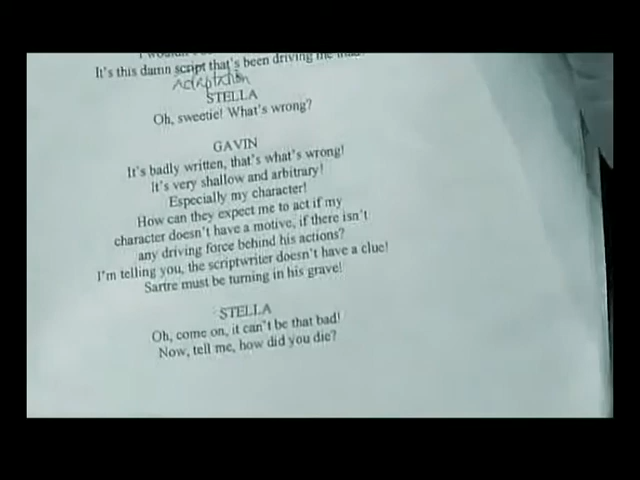 It's this damn script that's been driving me mad!
Adaptation
STELLA
Oh, sweetie! What's wrong?
GAVIN
It's badly written, that's what's wrong!
It's very shallow and arbitrary!
Especially my character!
How can they expect me to act if my
character doesn't have a motive, if there isn't
any driving force behind his actions?
I'm telling you, the scriptwriter doesn't have a clue!
Sartre must be turning in his grave!
STELLA
Oh, come on, it can't be that bad!
Now, tell me, how did you die?